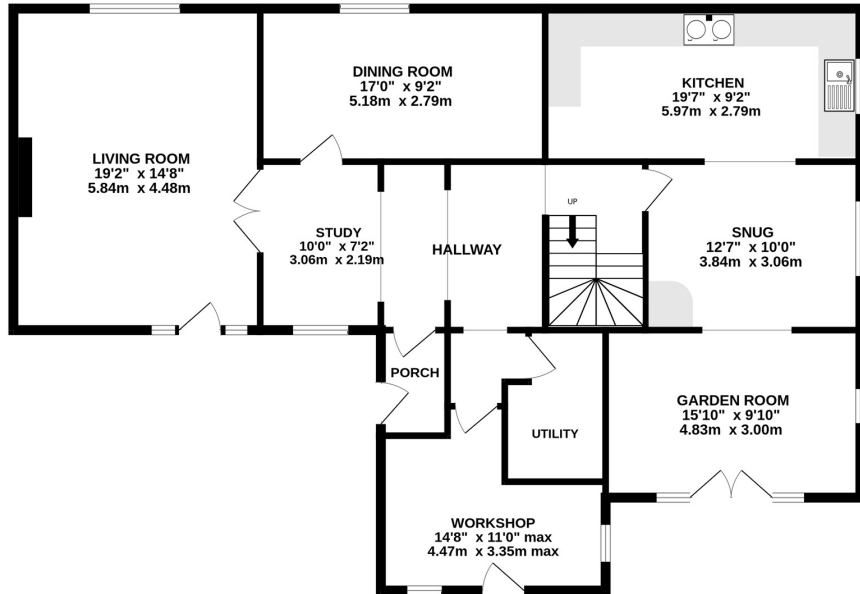 DINING ROOM
17'0" x 9'2"
5.18m x 2.79m
KITCHEN
19'7" x 9'2"
5.97m x 2.79m
LIVING ROOM
19'2" x 14'8"
5.84m x 4.48m
UP
STUDY
10'0" x 7'2"
3.06m x 2.19m
HALLWAY
SNUG
12'7" x 10'0"
3.84m x 3.06m
PORCH
GARDEN ROOM
15'10" x 9'10"
4.83m x 3.00m
UTILITY
WORKSHOP
14'8" x 11'0" max
4.47m x 3.35m max